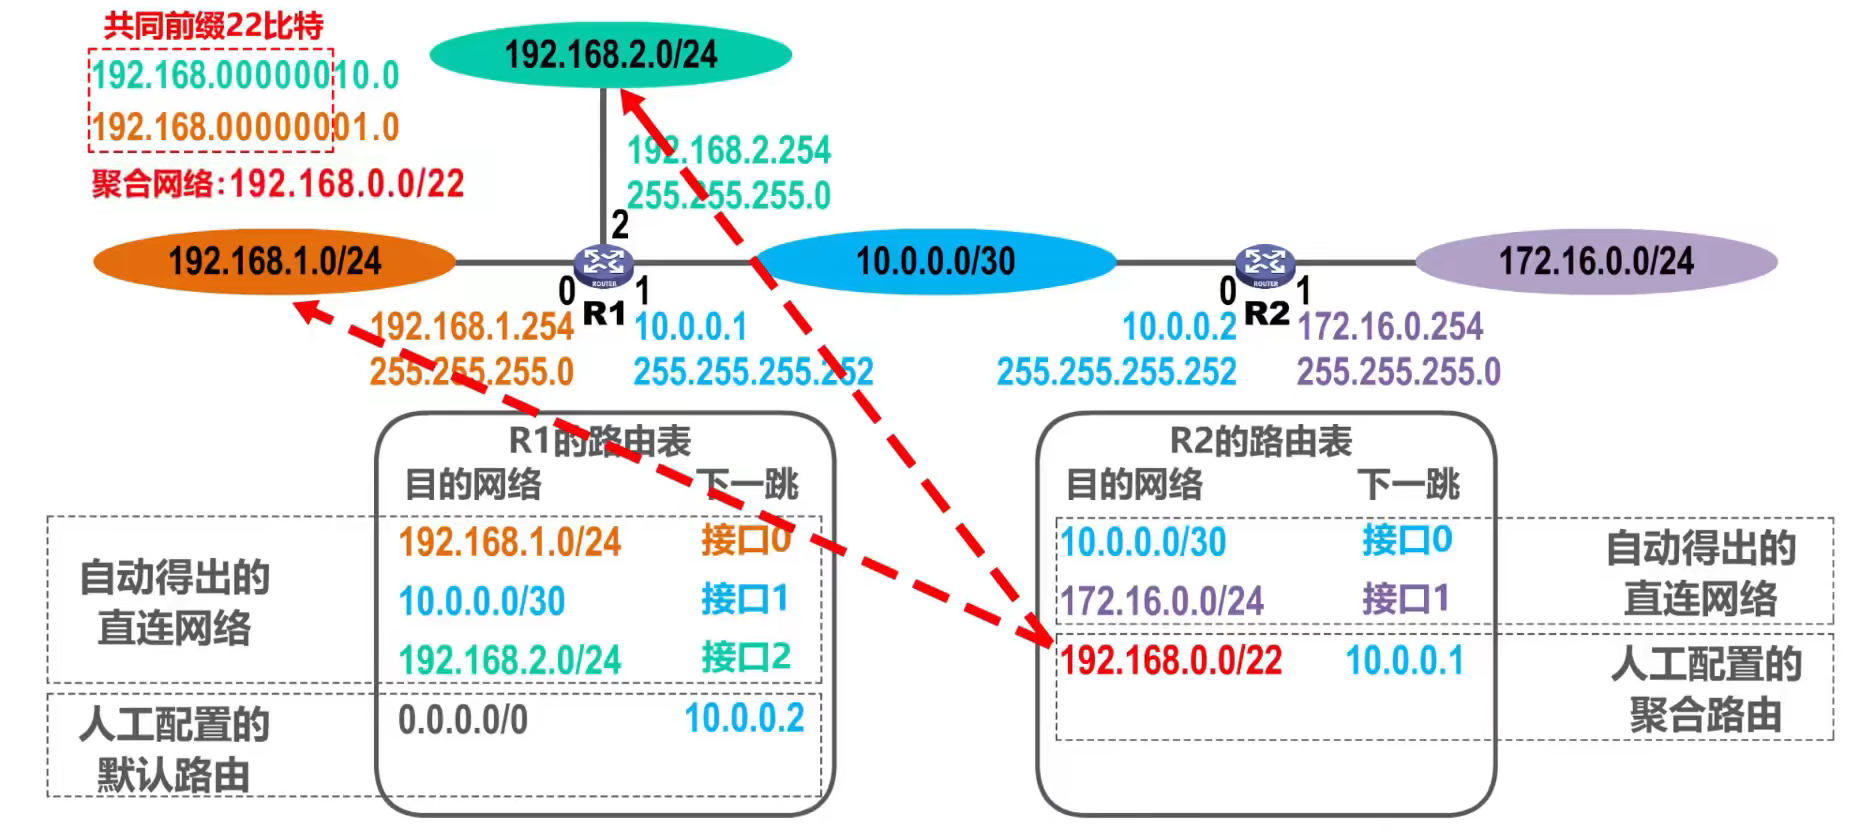 共同前缀22比特
192.168.00000010.0
192.168.00000001.0
聚合网络:192.168.0.0/22
192.168.2.0/24
192.168.2.254
255.255.255.0
2
192.168.1.0/24
ROUTER
0
1
R1
192.168.1.254
255.255.255.0
10.0.0.1
255.255.255.252
10.0.0.0/30
ROUTER
0
1
R2
10.0.0.2
255.255.255.252
172.16.0.254
255.255.255.0
172.16.0.0/24
R1的路由表
目的网络 下一跳
192.168.1.0/24 接口0
10.0.0.0/30 接口1
192.168.2.0/24 接口2
0.0.0.0/0 10.0.0.2
自动得出的
直连网络
人工配置的
默认路由
R2的路由表
目的网络 下一跳
10.0.0.0/30 接口0
172.16.0.0/24 接口1
192.168.0.0/22 10.0.0.1
自动得出的
直连网络
人工配置的
聚合路由